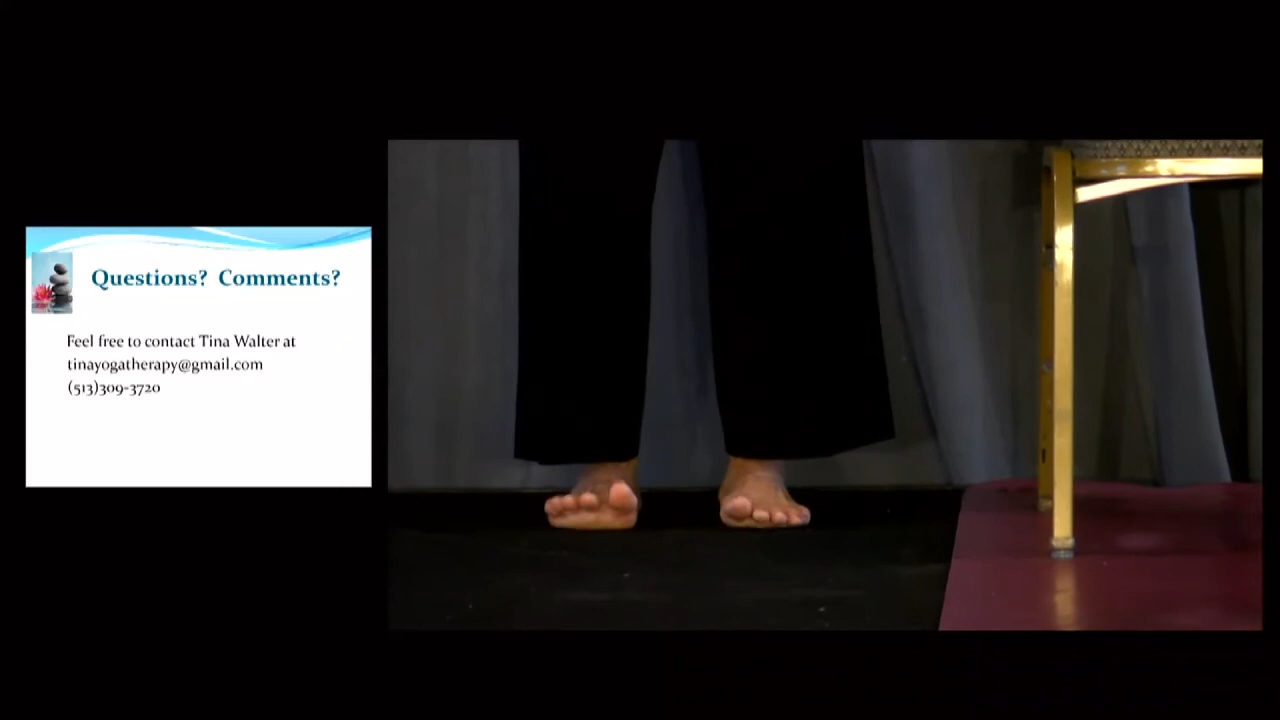 Questions? Comments?
Feel free to contact Tina Walter at
tinayogatherapy@gmail.com
(513)309-3720